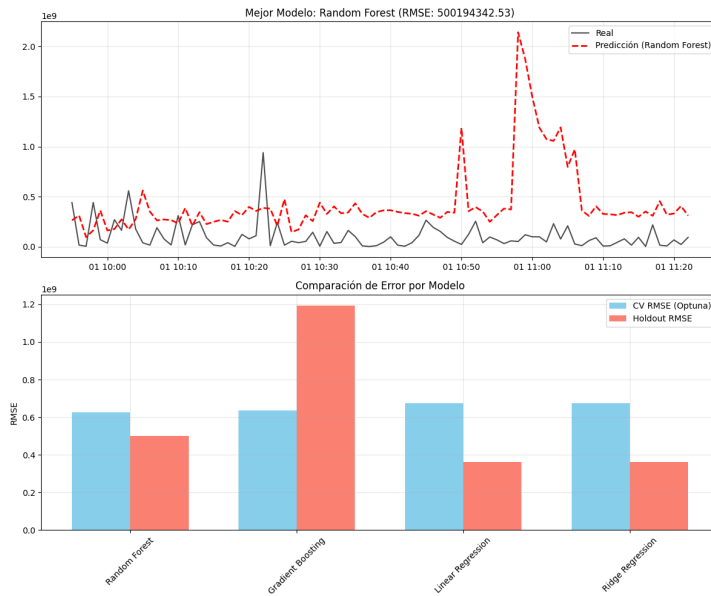 Mejor Modelo: Random Forest (RMSE: 500194342.53)
1e9
2.0
1.5
1.0
0.5
0.0
Real
Predicción (Random Forest)
01 10:00
01 10:10
01 10:20
01 10:30
01 10:40
01 10:50
01 11:00
01 11:10
01 11:20
Comparación de Error por Modelo
1e9
1.2
1.0
0.8
0.6
0.4
0.2
0.0
RMSE
CV RMSE (Optuna)
Holdout RMSE
Random Forest
Gradient Boosting
Linear Regression
Ridge Regression